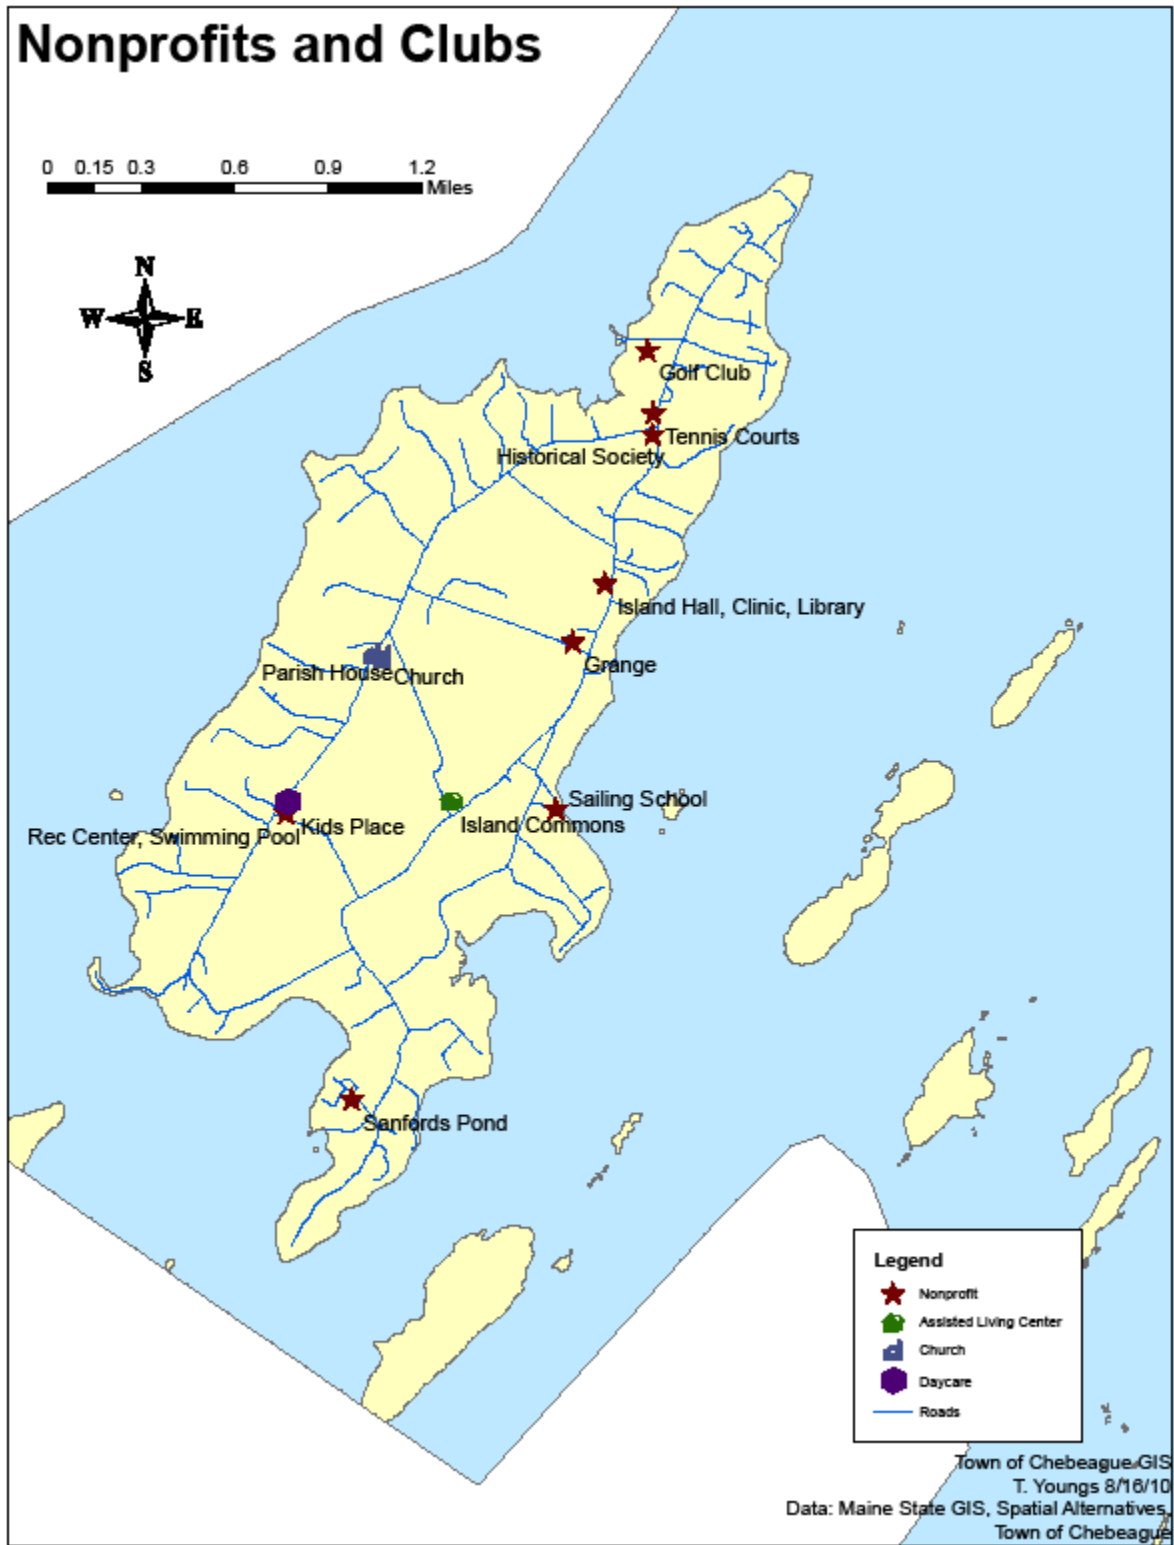 Nonprofits and Clubs
0 0.15 0.3 0.6 0.9 1.2
Miles
N
W E
S
Golf Club
Tennis Courts
Historical Society
Island Hall, Clinic, Library
Grange
Parish House
Church
Sailing School
Island Commons
Kids Place
Rec Center, Swimming Pool
Sanfords Pond
Legend
Nonprofit
Assisted Living Center
Church
Daycare
Roads
Town of Chebeague GIS
T. Youngs 8/16/10
Data: Maine State GIS, Spatial Alternatives,
Town of Chebeague